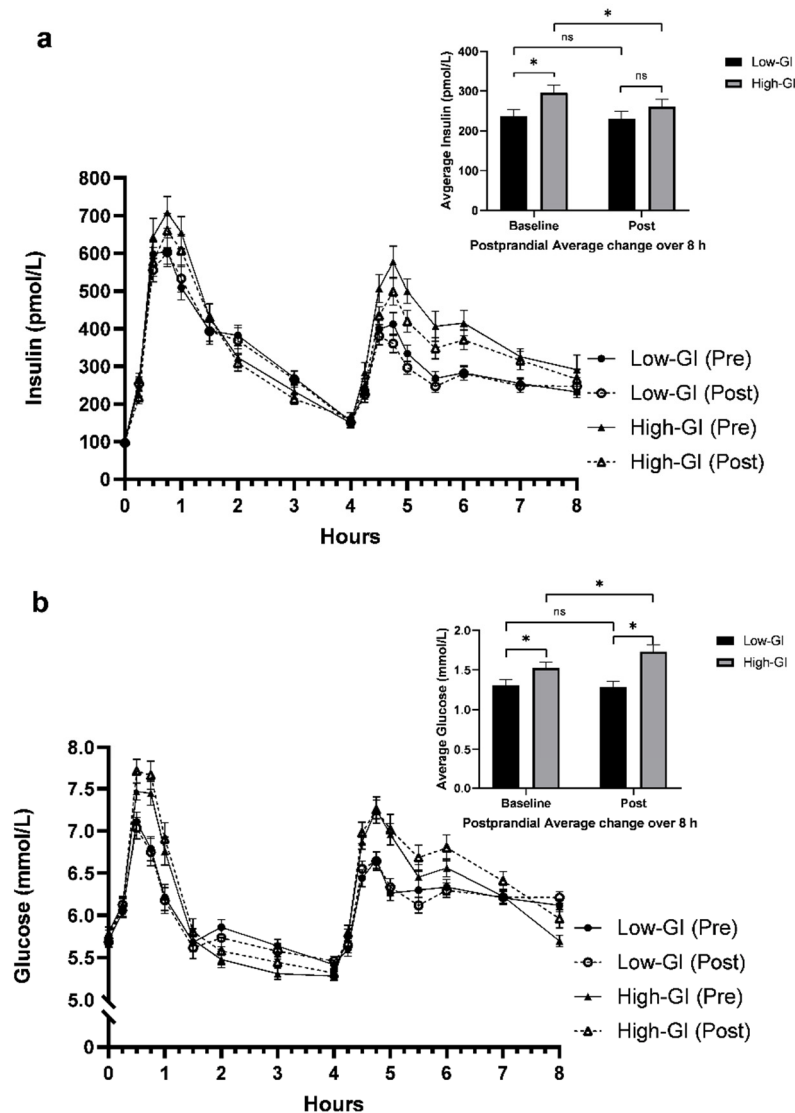 a
*
ns
*
ns
400
300
200
100
0
Avgerage Insulin (pmol/L)
Baseline
Post
Postprandial Average change over 8 h
Low-GI
High-GI
800
700
600
500
400
300
200
100
0
Insulin (pmol/L)
0 1 2 3 4 5 6 7 8
Hours
Low-GI (Pre)
Low-GI (Post)
High-GI (Pre)
High-GI (Post)
b
*
ns
*
*
2.0
1.5
1.0
0.5
0.0
Average Glucose (mmol/L)
Baseline
Post
Postprandial Average change over 8 h
Low-GI
High-GI
8.0
7.5
7.0
6.5
6.0
5.5
5.0
0
Glucose (mmol/L)
0 1 2 3 4 5 6 7 8
Hours
Low-GI (Pre)
Low-GI (Post)
High-GI (Pre)
High-GI (Post)